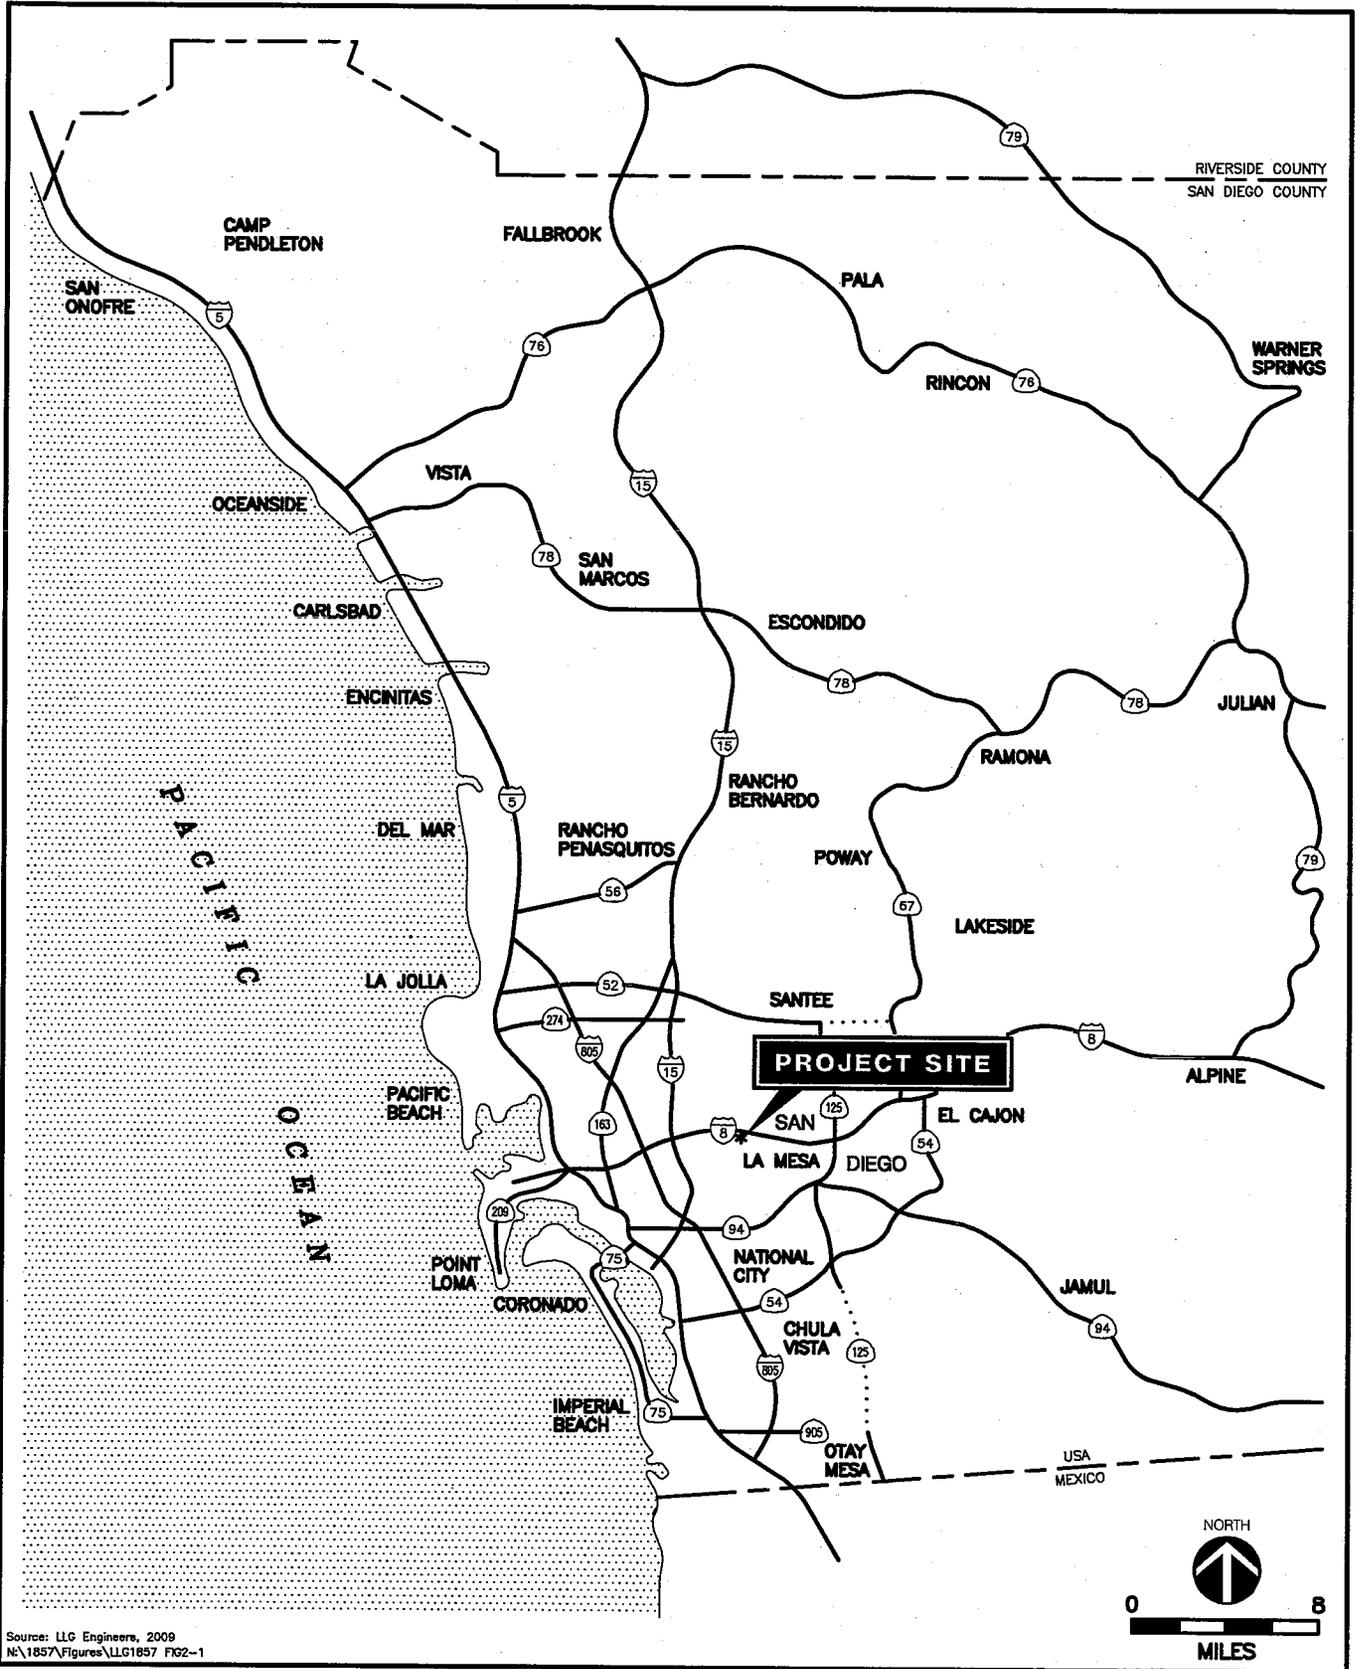 79
RIVERSIDE COUNTY
SAN DIEGO COUNTY
CAMP
PENDLETON
FALLBROOK
SAN
ONOFRE
5
PALA
76
WARNER
SPRINGS
RINCON
76
VISTA
15
OCEANSIDE
78
SAN
MARCOS
CARLSBAD
ESCONDIDO
78
ENCINITAS
78
JULIAN
15
RAMONA
RANCHO
BERNARDO
5
PACIFIC
OCEAN
DEL MAR
RANCHO
PENASQUITOS
POWAY
79
56
67
LAKESIDE
LA JOLLA
52
SANTEE
274
805
8
PROJECT SITE
15
ALPINE
PACIFIC
BEACH
163
8
SAN
125
EL CAJON
54
LA MESA
DIEGO
209
94
POINT
LOMA
75
NATIONAL
CITY
CORONADO
54
JAMUL
CHULA
VISTA
125
94
805
IMPERIAL
BEACH
75
905
OTAY
MESA
USA
MEXICO
NORTH
0 8
MILES
Source: LLG Engineers, 2009
N:\1857\Figures\LLG1857 FIG2-1